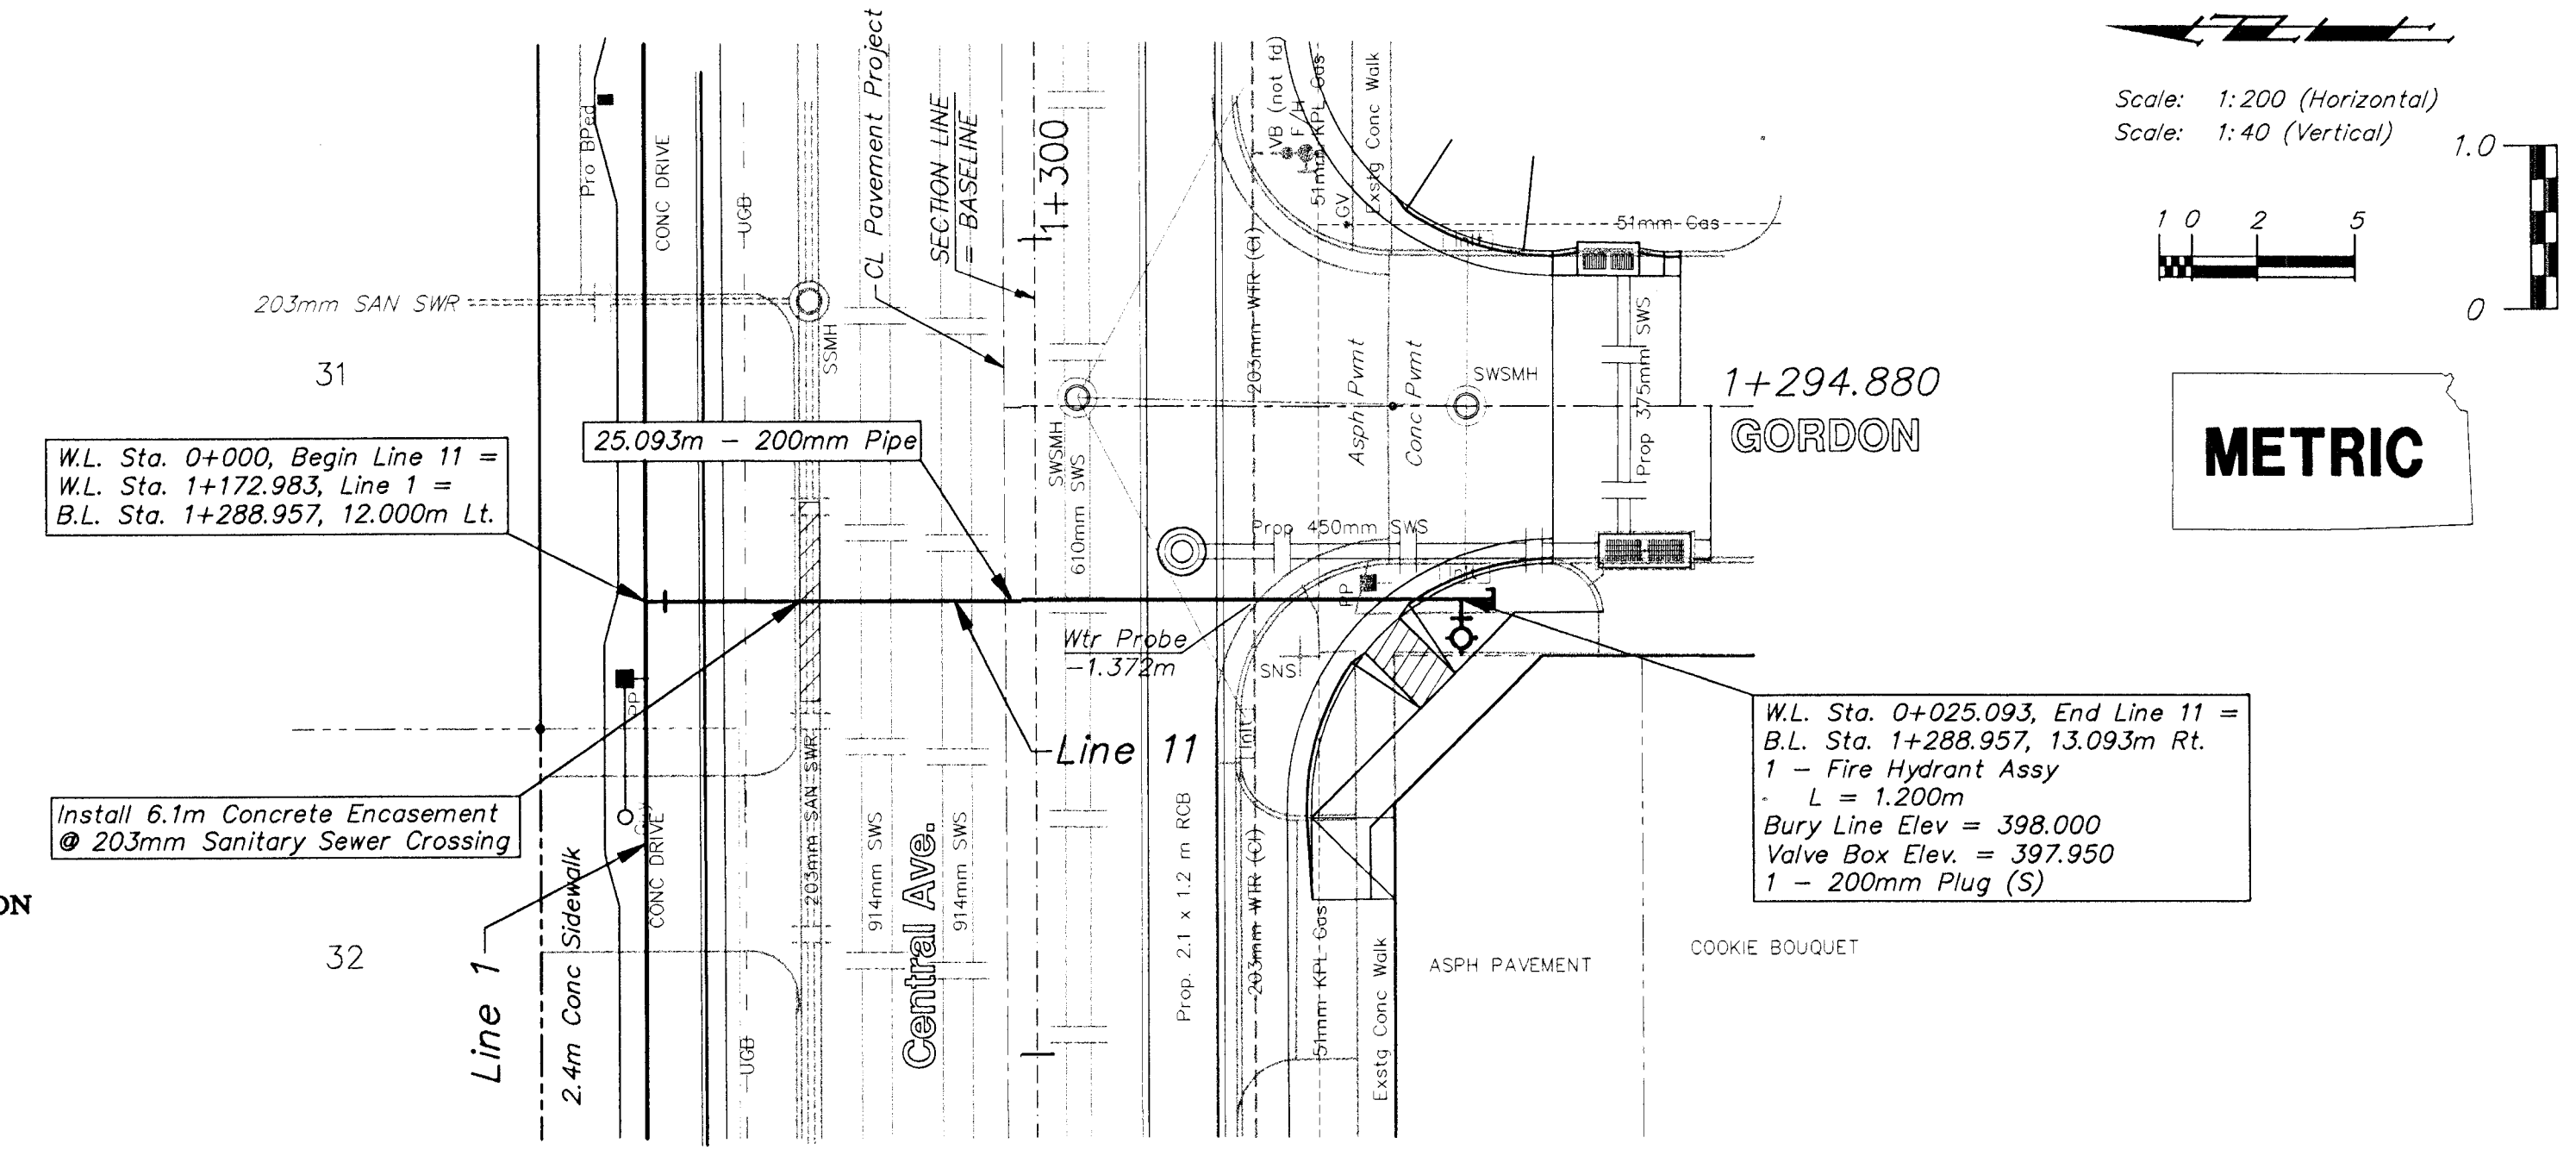 CL Pavement Project
SECTION LINE
= BASELINE
1+300
Pro BPed
CONC DRIVE
UGB
VB (not fd)
F/H
51mm KPL Gas
Exstg Conc Walk
GV
51mm Gas
Inlt
Scale: 1:200 (Horizontal)
Scale: 1:40 (Vertical)
1.0
0
1 0 2 5
203mm SAN SWR
SSMH
31
203mm WTR (CI)
Asph Pvmt
Conc Pvmt
SWSMH
Prop 375mm SWS
1+294.880
GORDON
METRIC
W.L. Sta. 0+000, Begin Line 11 =
W.L. Sta. 1+172.983, Line 1 =
B.L. Sta. 1+288.957, 12.000m Lt.
25.093m - 200mm Pipe
SWSMH
610mm SWS
Prop 450mm SWS
PP
Wtr Probe
-1.372m
SNS
Inlt
PP
Line 11
W.L. Sta. 0+025.093, End Line 11 =
B.L. Sta. 1+288.957, 13.093m Rt.
1 - Fire Hydrant Assy
L = 1.200m
Bury Line Elev = 398.000
Valve Box Elev. = 397.950
1 - 200mm Plug (S)
Install 6.1m Concrete Encasement
@ 203mm Sanitary Sewer Crossing
CONC DRIVE
203mm SAN SWR
914mm SWS
Central Ave.
914mm SWS
Prop. 2.1 x 1.2 m RCB
203mm WTR (CI)
51mm KPL Gas
Exstg Conc Walk
ASPH PAVEMENT
COOKIE BOUQUET
ON
32
Line 1
2.4m Conc Sidewalk
UGB